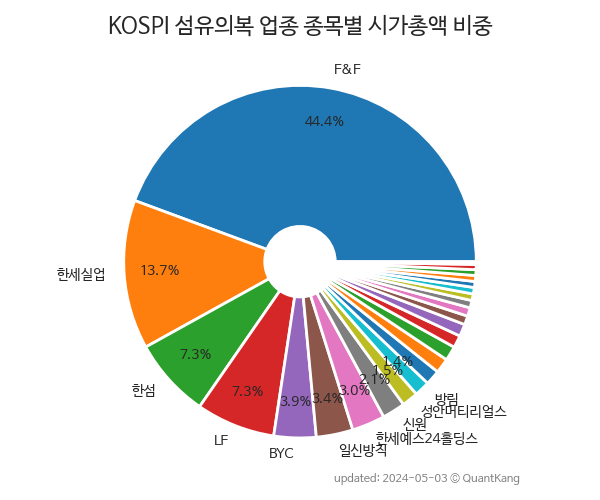 KOSPI 섬유의복 업종 종목별 시가총액 비중
F&F
44.4%
한세실업
13.7%
한섬
7.3%
LF
7.3%
BYC
3.9%
일신방직
3.4%
한세예스24홀딩스
3.0%
신원
2.1%
성안머티리얼스
1.5%
방림
1.4%
updated: 2024-05-03 © QuantKang